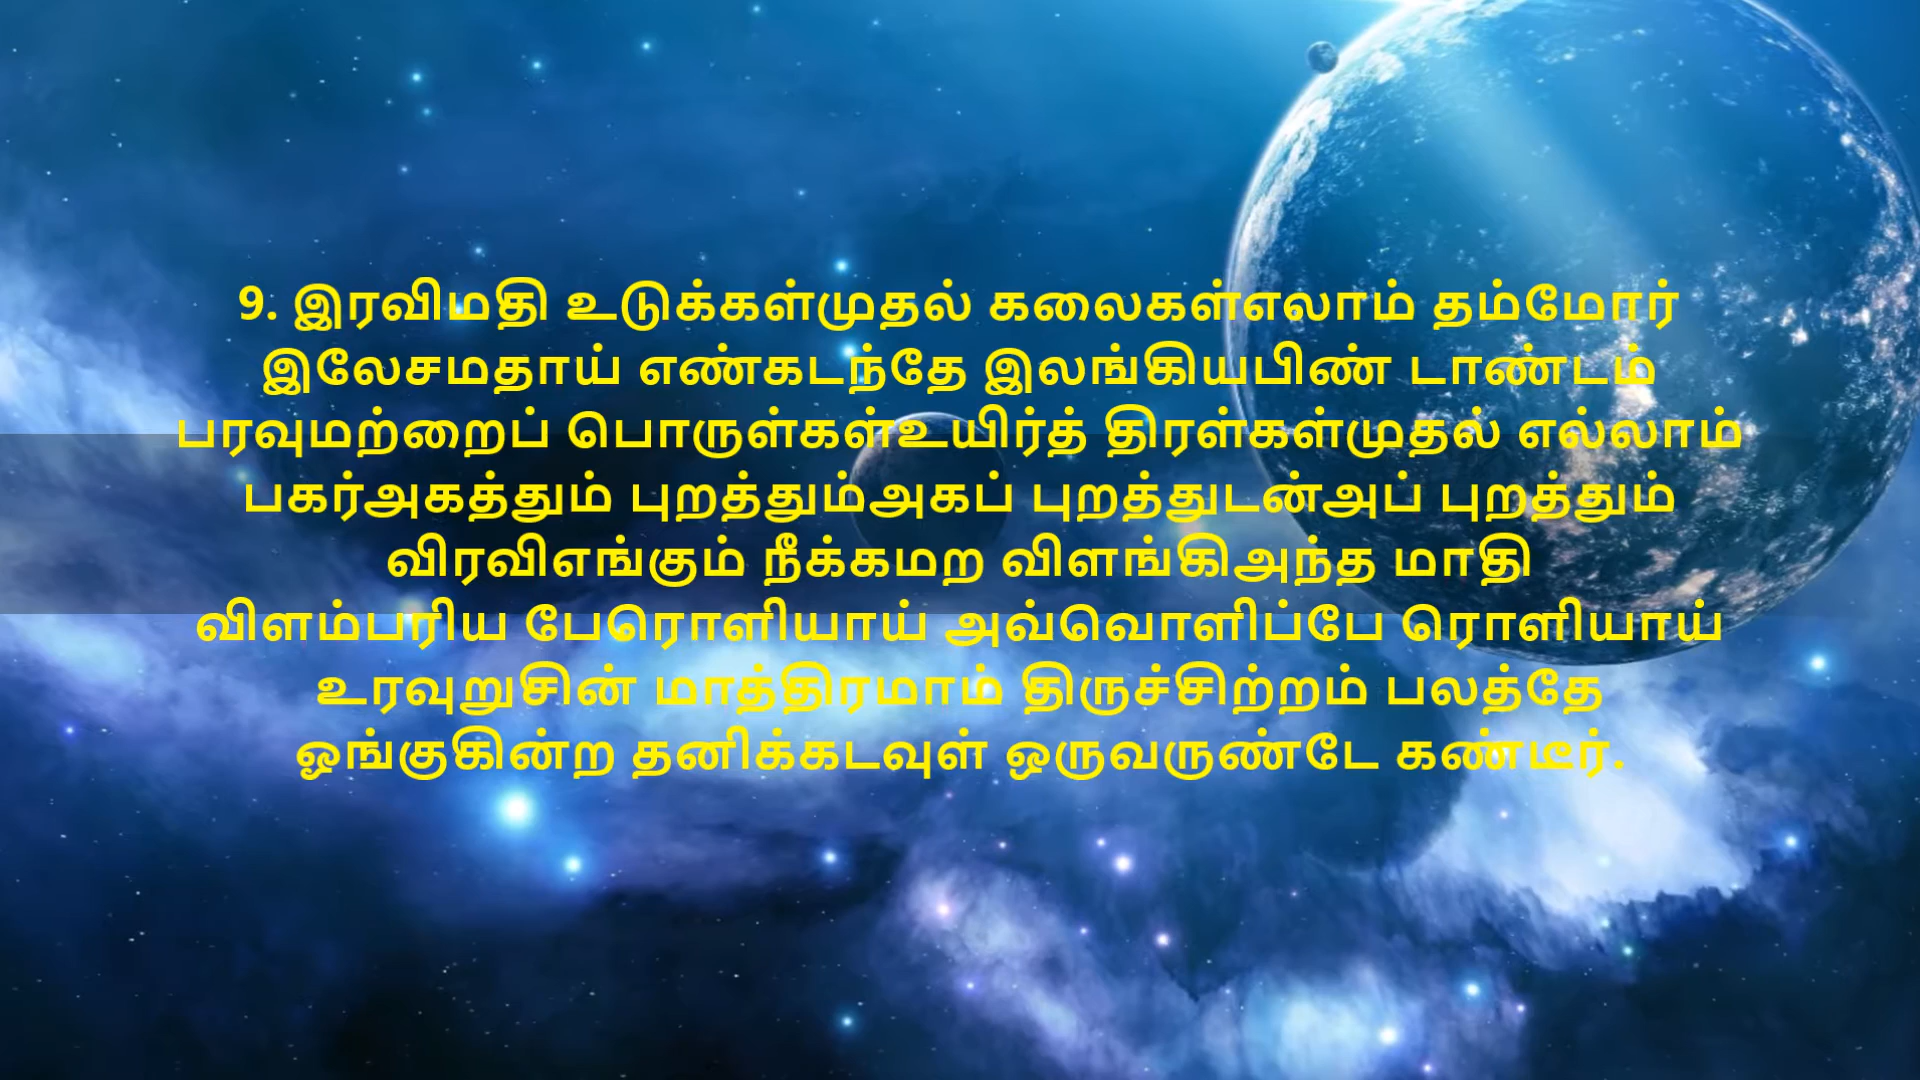 9. இரவிமதி உடுக்கள்முதல் கலைகள்எலாம் தம்மோர்
இலேசமதாய் எண்கடந்தே இலங்கியபிண் டாண்டம்
பரவுமற்றைப் பொருள்கள்உயிர்த் திரள்கள்முதல் எல்லாம்
பகர்அகத்தும் புறத்தும்அகப் புறத்துடன்அப் புறத்தும்
விரவிஎங்கும் நீக்கமற விளங்கிஅந்த மாதி
விளம்பரிய பேரொளியாய் அவ்வொளிப்பே ரொளியாய்
உரவுறுசின் மாத்திரமாம் திருச்சிற்றம் பலத்தே
ஓங்குகின்ற தனிக்கடவுள் ஒருவருண்டே கண்டீர்.